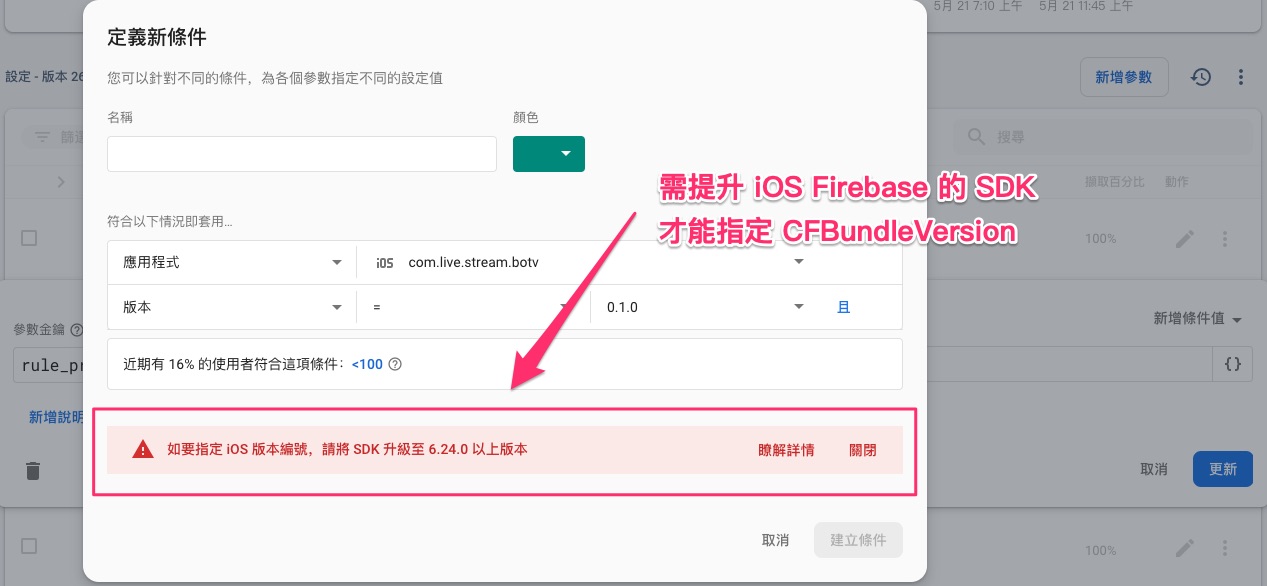 5月 21 7:10 上午 5月 21 11:45 上午
定義新條件
您可以針對不同的條件，為各個參數指定不同的設定值
設定 - 版本 26
新增參數
名稱
顏色
篩選
搜尋
需提升 iOS Firebase 的 SDK
擷取百分比 動作
符合以下情況即套用...
才能指定 CFBundleVersion
100%
應用程式 iOS com.live.stream.botv
版本 = 0.1.0 且
參數金鑰
新增條件值
近期有 16% 的使用者符合這項條件： <100
rule_pr
{}
新增說明
如要指定 iOS 版本編號，請將 SDK 升級至 6.24.0 以上版本 瞭解詳情 關閉
取消 更新
取消 建立條件
100%